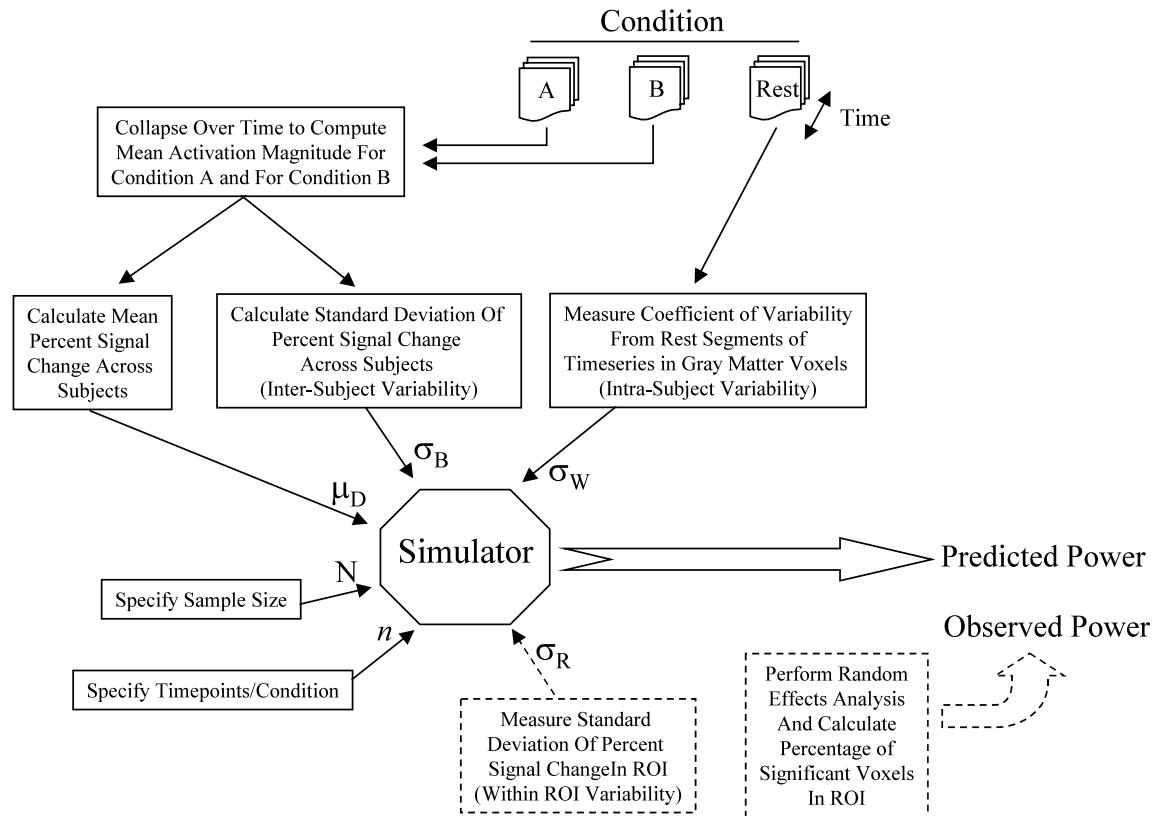 Condition
A
B
Rest
Time
Collapse Over Time to Compute
Mean Activation Magnitude For
Condition A and For Condition B
Calculate Mean
Percent Signal
Change Across
Subjects
Calculate Standard Deviation Of
Percent Signal Change
Across Subjects
(Inter-Subject Variability)
Measure Coefficient of Variability
From Rest Segments of
Timeseries in Gray Matter Voxels
(Intra-Subject Variability)
σB
σW
μD
Simulator
Predicted Power
N
Specify Sample Size
n
Specify Timepoints/Condition
σR
Measure Standard
Deviation Of Percent
Signal ChangeIn ROI
(Within ROI Variability)
Observed Power
Perform Random
Effects Analysis
And Calculate
Percentage of
Significant Voxels
In ROI